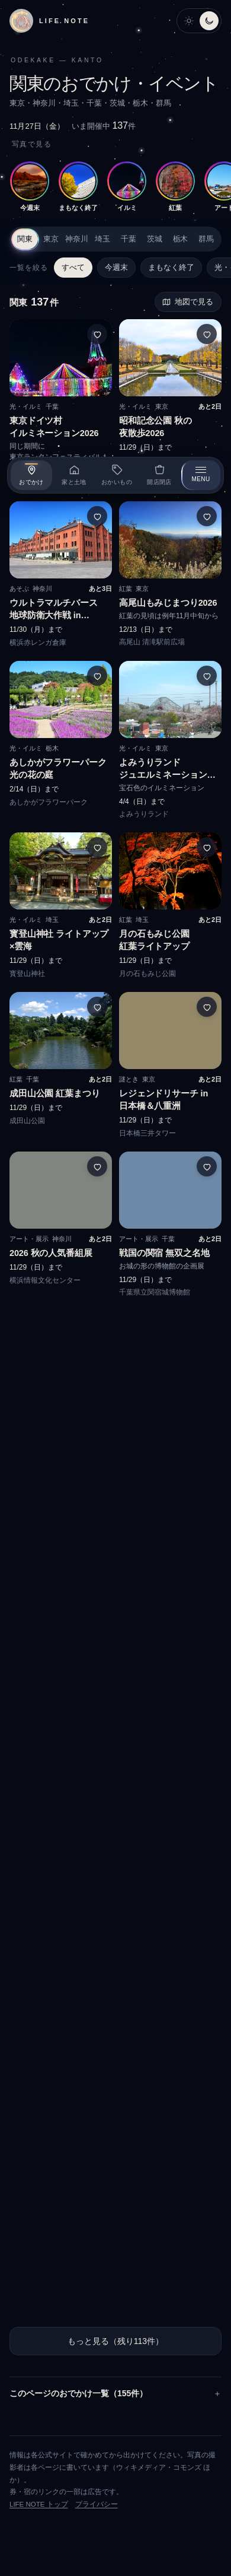 LIFE.NOTE
ODEKAKE — KANTO
関東のおでかけ・イベント
東京・神奈川・埼玉・千葉・茨城・栃木・群馬
11月27日（金） いま開催中 137件
写真で見る
今週末 まもなく終了 イルミ 紅葉 アー
関東 東京 神奈川 埼玉 千葉 茨城 栃木 群馬
一覧を絞る すべて 今週末 まもなく終了 光・
関東 137件 地図で見る
光・イルミ 千葉
東京ドイツ村
イルミネーション2026
同じ期間に
光・イルミ 東京 あと2日
昭和記念公園 秋の
夜散歩2026
11/29（日）まで
おでかけ 家と土地 おかいもの 開店閉店 MENU
あそぶ 神奈川 あと3日
ウルトラマルチバース
地球防衛大作戦 in…
11/30（月）まで
横浜赤レンガ倉庫
紅葉 東京
高尾山もみじまつり2026
紅葉の見頃は例年11月中旬から
12/13（日）まで
高尾山 清滝駅前広場
光・イルミ 栃木
あしかがフラワーパーク
光の花の庭
2/14（日）まで
あしかがフラワーパーク
光・イルミ 東京
よみうりランド
ジュエルミネーション…
宝石色のイルミネーション
4/4（日）まで
よみうりランド
光・イルミ 埼玉 あと2日
寶登山神社 ライトアップ
×雲海
11/29（日）まで
寶登山神社
紅葉 埼玉 あと2日
月の石もみじ公園
紅葉ライトアップ
11/29（日）まで
月の石もみじ公園
紅葉 千葉 あと2日
成田山公園 紅葉まつり
11/29（日）まで
成田山公園
謎とき 東京 あと2日
レジェンドリサーチ in
日本橋＆八重洲
11/29（日）まで
日本橋三井タワー
アート・展示 神奈川 あと2日
2026 秋の人気番組展
11/29（日）まで
横浜情報文化センター
アート・展示 千葉 あと2日
戦国の関宿 無双之名地
お城の形の博物館の企画展
11/29（日）まで
千葉県立関宿城博物館
もっと見る（残り113件）
このページのおでかけ一覧（155件） +
情報は各公式サイトで確かめてから出かけてください。写真の撮
影者は各ページに書いています（ウィキメディア・コモンズ ほ
か）。
券・宿のリンクの一部は広告です。
LIFE NOTE トップ プライバシー